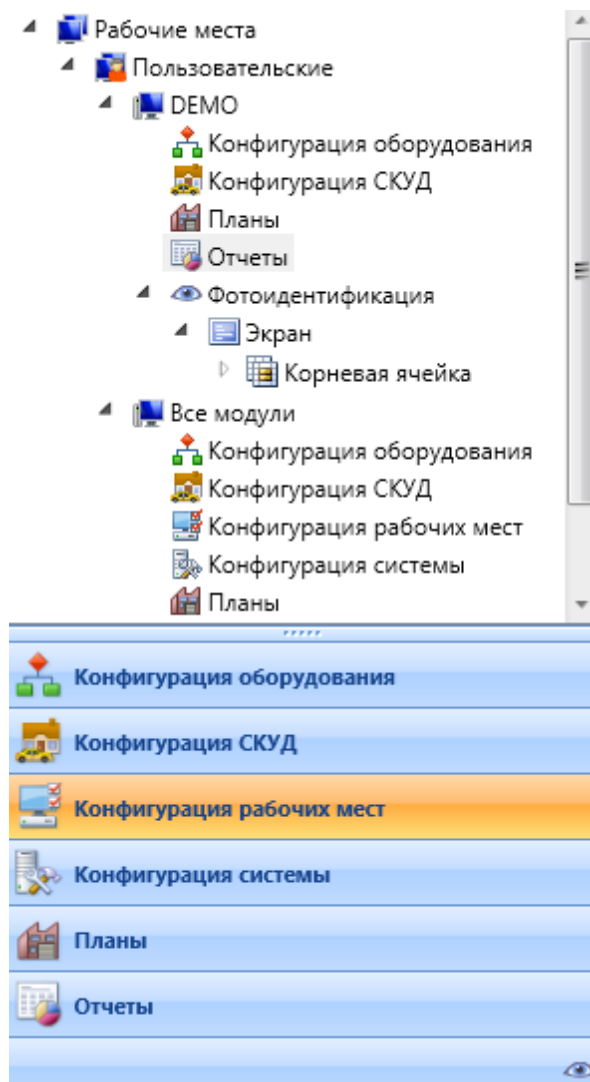 Рабочие места
Пользовательские
DEMO
Конфигурация оборудования
Конфигурация СКУД
Планы
Отчеты
Фотоидентификация
Экран
Корневая ячейка
Все модули
Конфигурация оборудования
Конфигурация СКУД
Конфигурация рабочих мест
Конфигурация системы
Планы
Конфигурация оборудования
Конфигурация СКУД
Конфигурация рабочих мест
Конфигурация системы
Планы
Отчеты